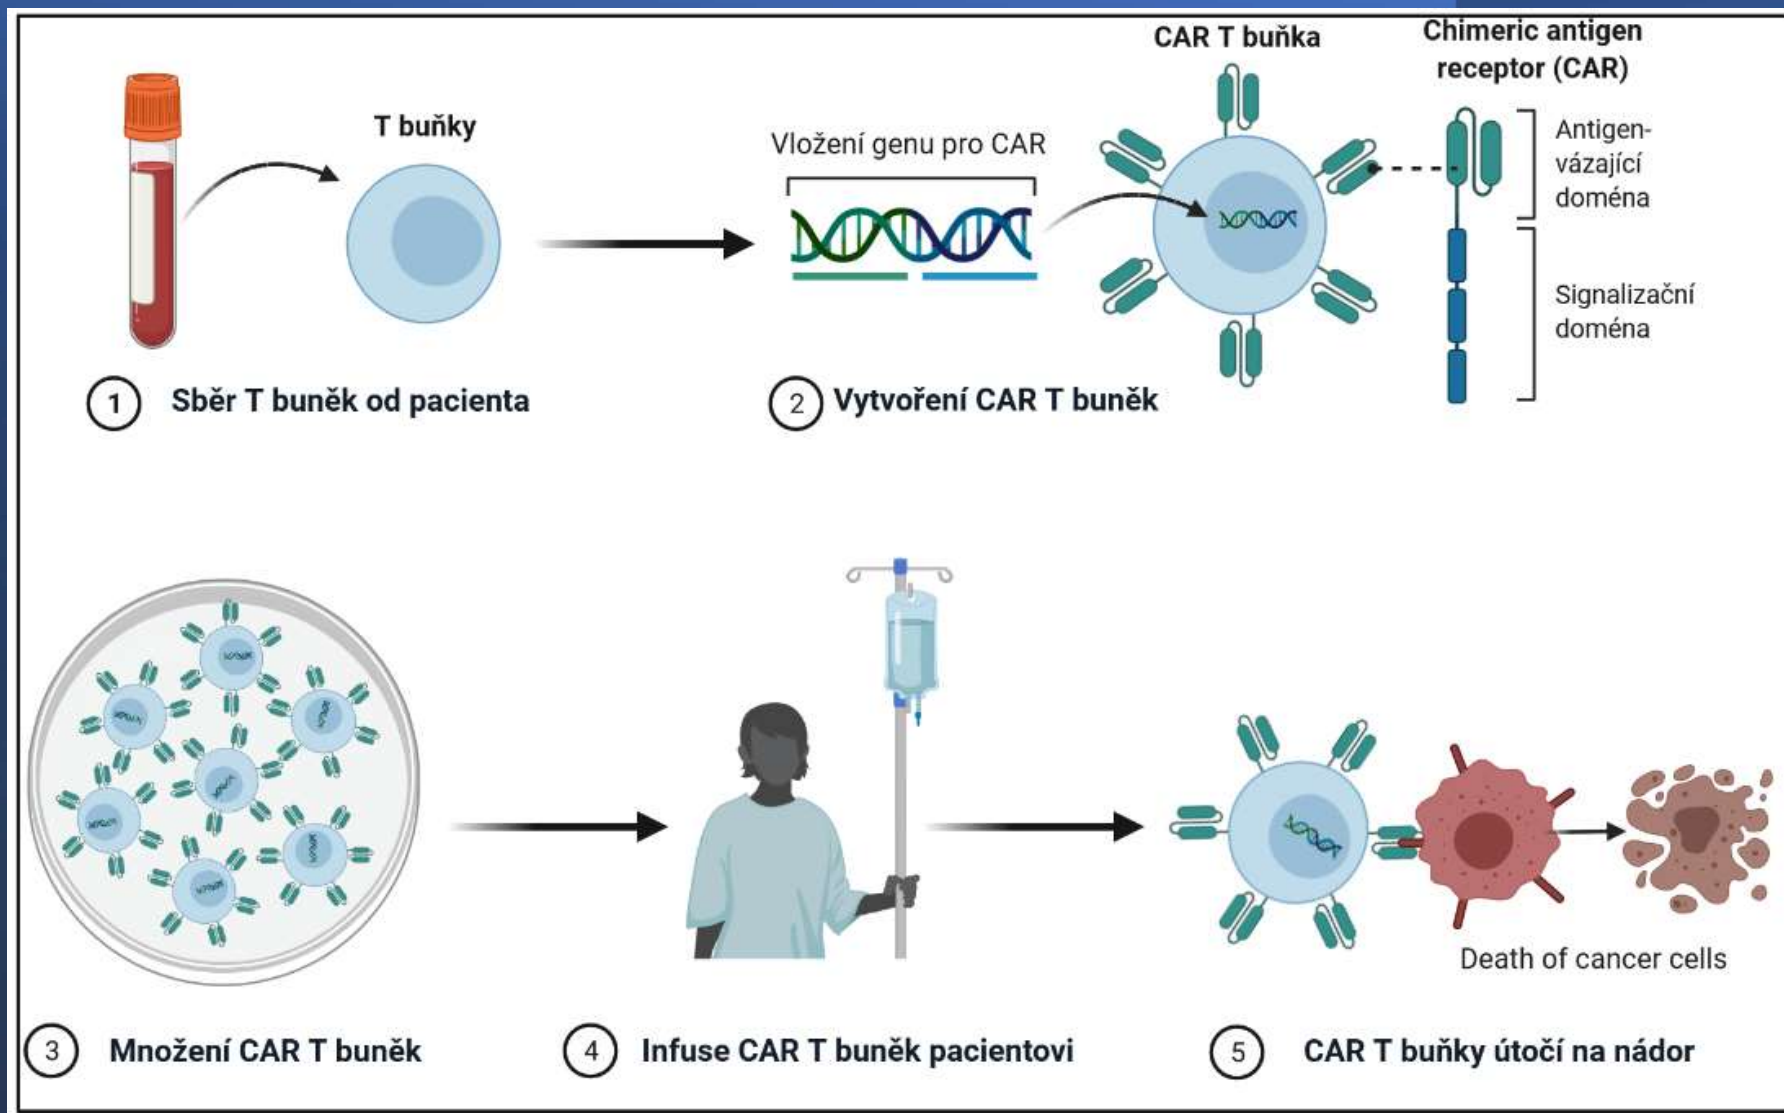 T buňky
1 Sběr T buněk od pacienta
Vložení genu pro CAR
CAR T buňka
Chimeric antigen
receptor (CAR)
Antigen-
vázající
doména
Signalizační
doména
2 Vytvoření CAR T buněk
3 Množení CAR T buněk
4 Infuse CAR T buněk pacientovi
Death of cancer cells
5 CAR T buňky útočí na nádor